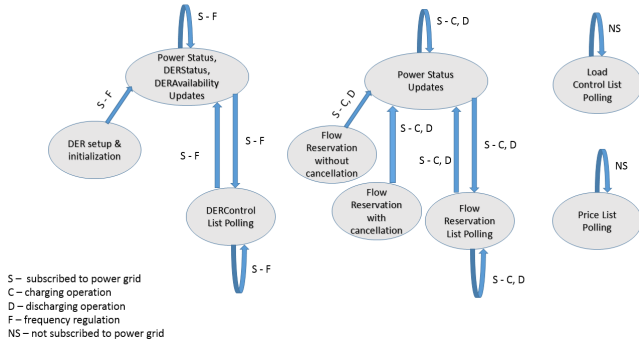 S - F
S - C, D
NS
Power Status,
DERStatus,
DERAvailability
Updates
Power Status
Updates
Load
Control List
Polling
S - F
S - C, D
DER setup &
initialization
S - F
S - F
Flow
Reservation
without
cancellation
S - C, D
S - C, D
S - C, D
NS
Flow
Reservation
with
cancellation
DERControl
List Polling
Flow
Reservation
List Polling
Price List
Polling
S - F
S - C, D
S – subscribed to power grid
C – charging operation
D – discharging operation
F – frequency regulation
NS – not subscribed to power grid